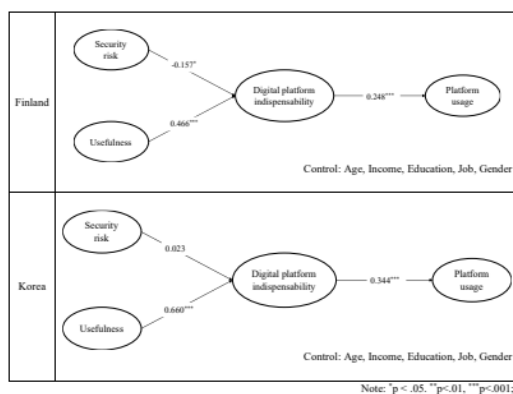 Finland
Security
risk
-0.157*
Digital platform
indispensability
0.248***
Platform
usage
0.466***
Usefulness
Control: Age, Income, Education, Job, Gender
Korea
Security
risk
0.023
Digital platform
indispensability
0.344***
Platform
usage
0.660***
Usefulness
Control: Age, Income, Education, Job, Gender
Note: *p < .05. **p<.01, ***p<.001;